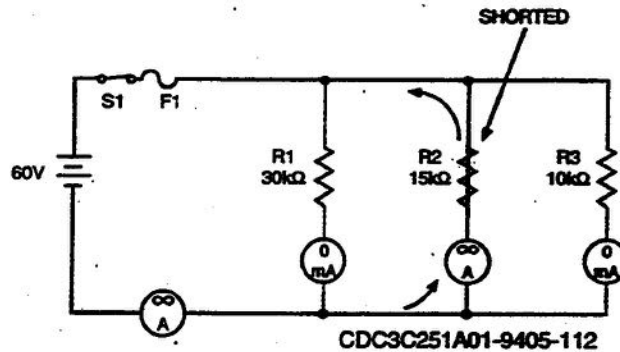 SHORTED
S1 F1
60V
R1
30kΩ
R2
15kΩ
R3
10kΩ
0
mA
∞
A
0
mA
∞
A
CDC3C251A01-9405-112